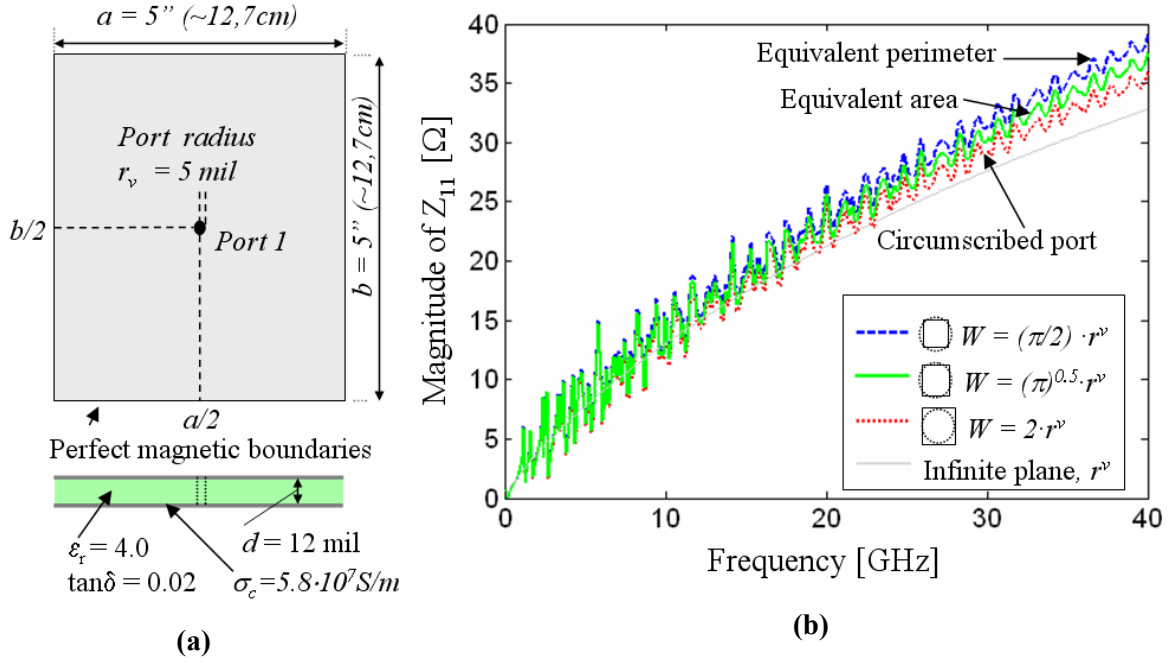 a = 5” (~12,7cm)
Port radius
r_v = 5 mil
b/2
Port 1
b = 5” (~12,7cm)
a/2
Perfect magnetic boundaries
ε_r = 4.0
tanδ = 0.02
d = 12 mil
σ_c=5.8·10^7S/m
(a)
Magnitude of Z_11 [Ω]
40
35
30
25
20
15
10
5
0
Equivalent perimeter
Equivalent area
Circumscribed port
W = (π/2) ·r^v
W = (π)^0.5·r^v
W = 2·r^v
Infinite plane, r^v
0 10 20 30 40
Frequency [GHz]
(b)